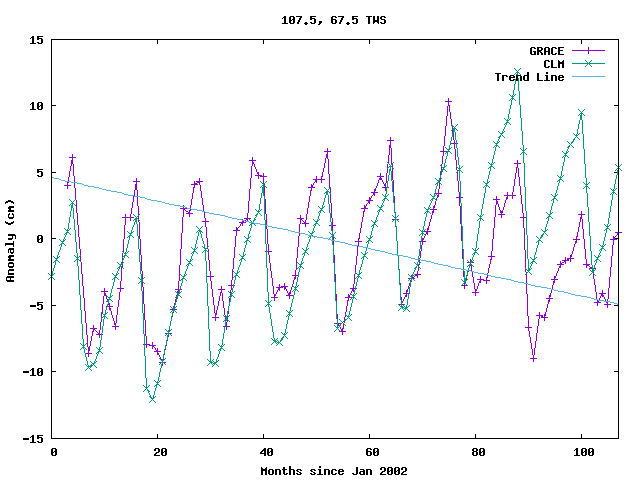 107.5, 67.5 TWS
GRACE
CLM
Trend Line
15
10
5
0
-5
-10
-15
Anomaly (cm)
0 20 40 60 80 100
Months since Jan 2002